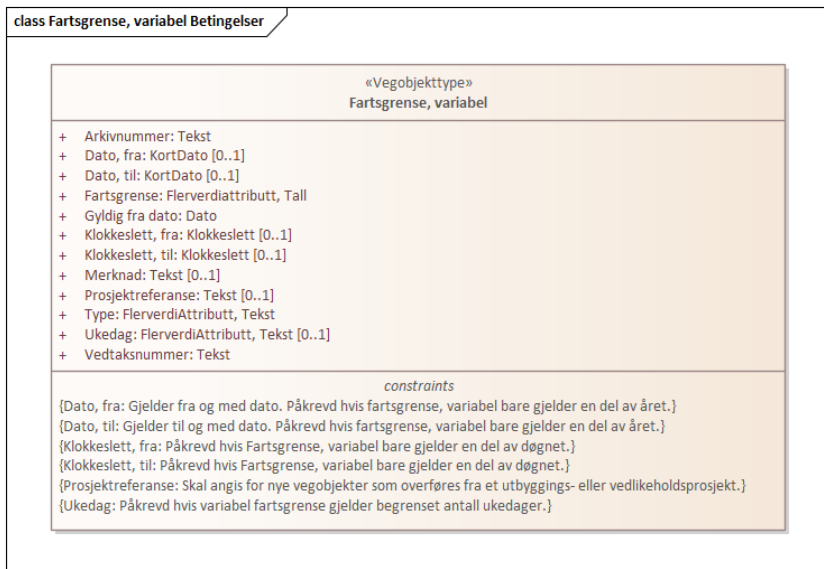 class Fartsgrense, variabel Betingelser
«Vegobjekttype»
Fartsgrense, variabel
+ Arkivnummer: Tekst
+ Dato, fra: KortDato [0..1]
+ Dato, til: KortDato [0..1]
+ Fartsgrense: Flerverdiattributt, Tall
+ Gyldig fra dato: Dato
+ Klokkeslett, fra: Klokkeslett [0..1]
+ Klokkeslett, til: Klokkeslett [0..1]
+ Merknad: Tekst [0..1]
+ Prosjektreferanse: Tekst [0..1]
+ Type: FlerverdiAttributt, Tekst
+ Ukedag: FlerverdiAttributt, Tekst [0..1]
+ Vedtaksnummer: Tekst
constraints
{Dato, fra: Gjelder fra og med dato. Påkrevd hvis fartsgrense, variabel bare gjelder en del av året.}
{Dato, til: Gjelder til og med dato. Påkrevd hvis fartsgrense, variabel bare gjelder en del av året.}
{Klokkeslett, fra: Påkrevd hvis Fartsgrense, variabel bare gjelder en del av døgnet.}
{Klokkeslett, til: Påkrevd hvis Fartsgrense, variabel bare gjelder en del av døgnet.}
{Prosjektreferanse: Skal angis for nye vegobjekter som overføres fra et utbyggings- eller vedlikeholdsprosjekt.}
{Ukedag: Påkrevd hvis variabel fartsgrense gjelder begrenset antall ukedager.}